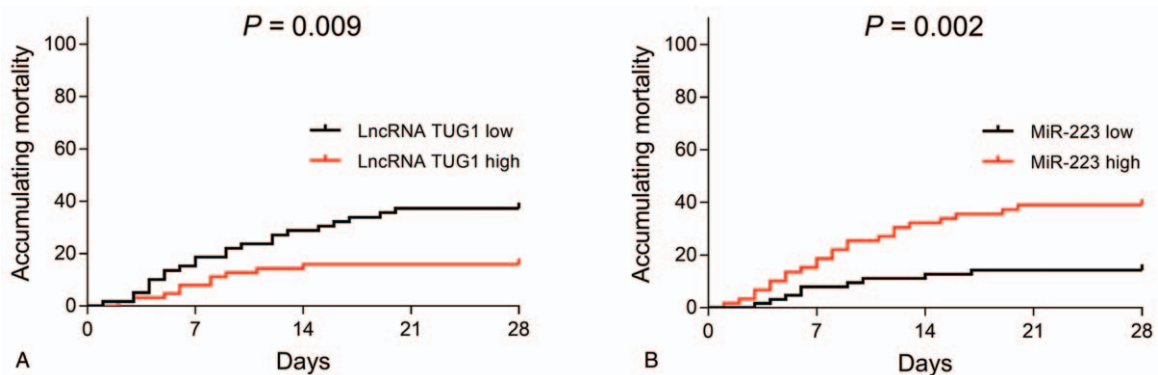 P = 0.009
Accumulating mortality
100
80
60
40
20
0
LncRNA TUG1 low
LncRNA TUG1 high
0 7 14 21 28
Days
A
P = 0.002
Accumulating mortality
100
80
60
40
20
0
MiR-223 low
MiR-223 high
0 7 14 21 28
Days
B